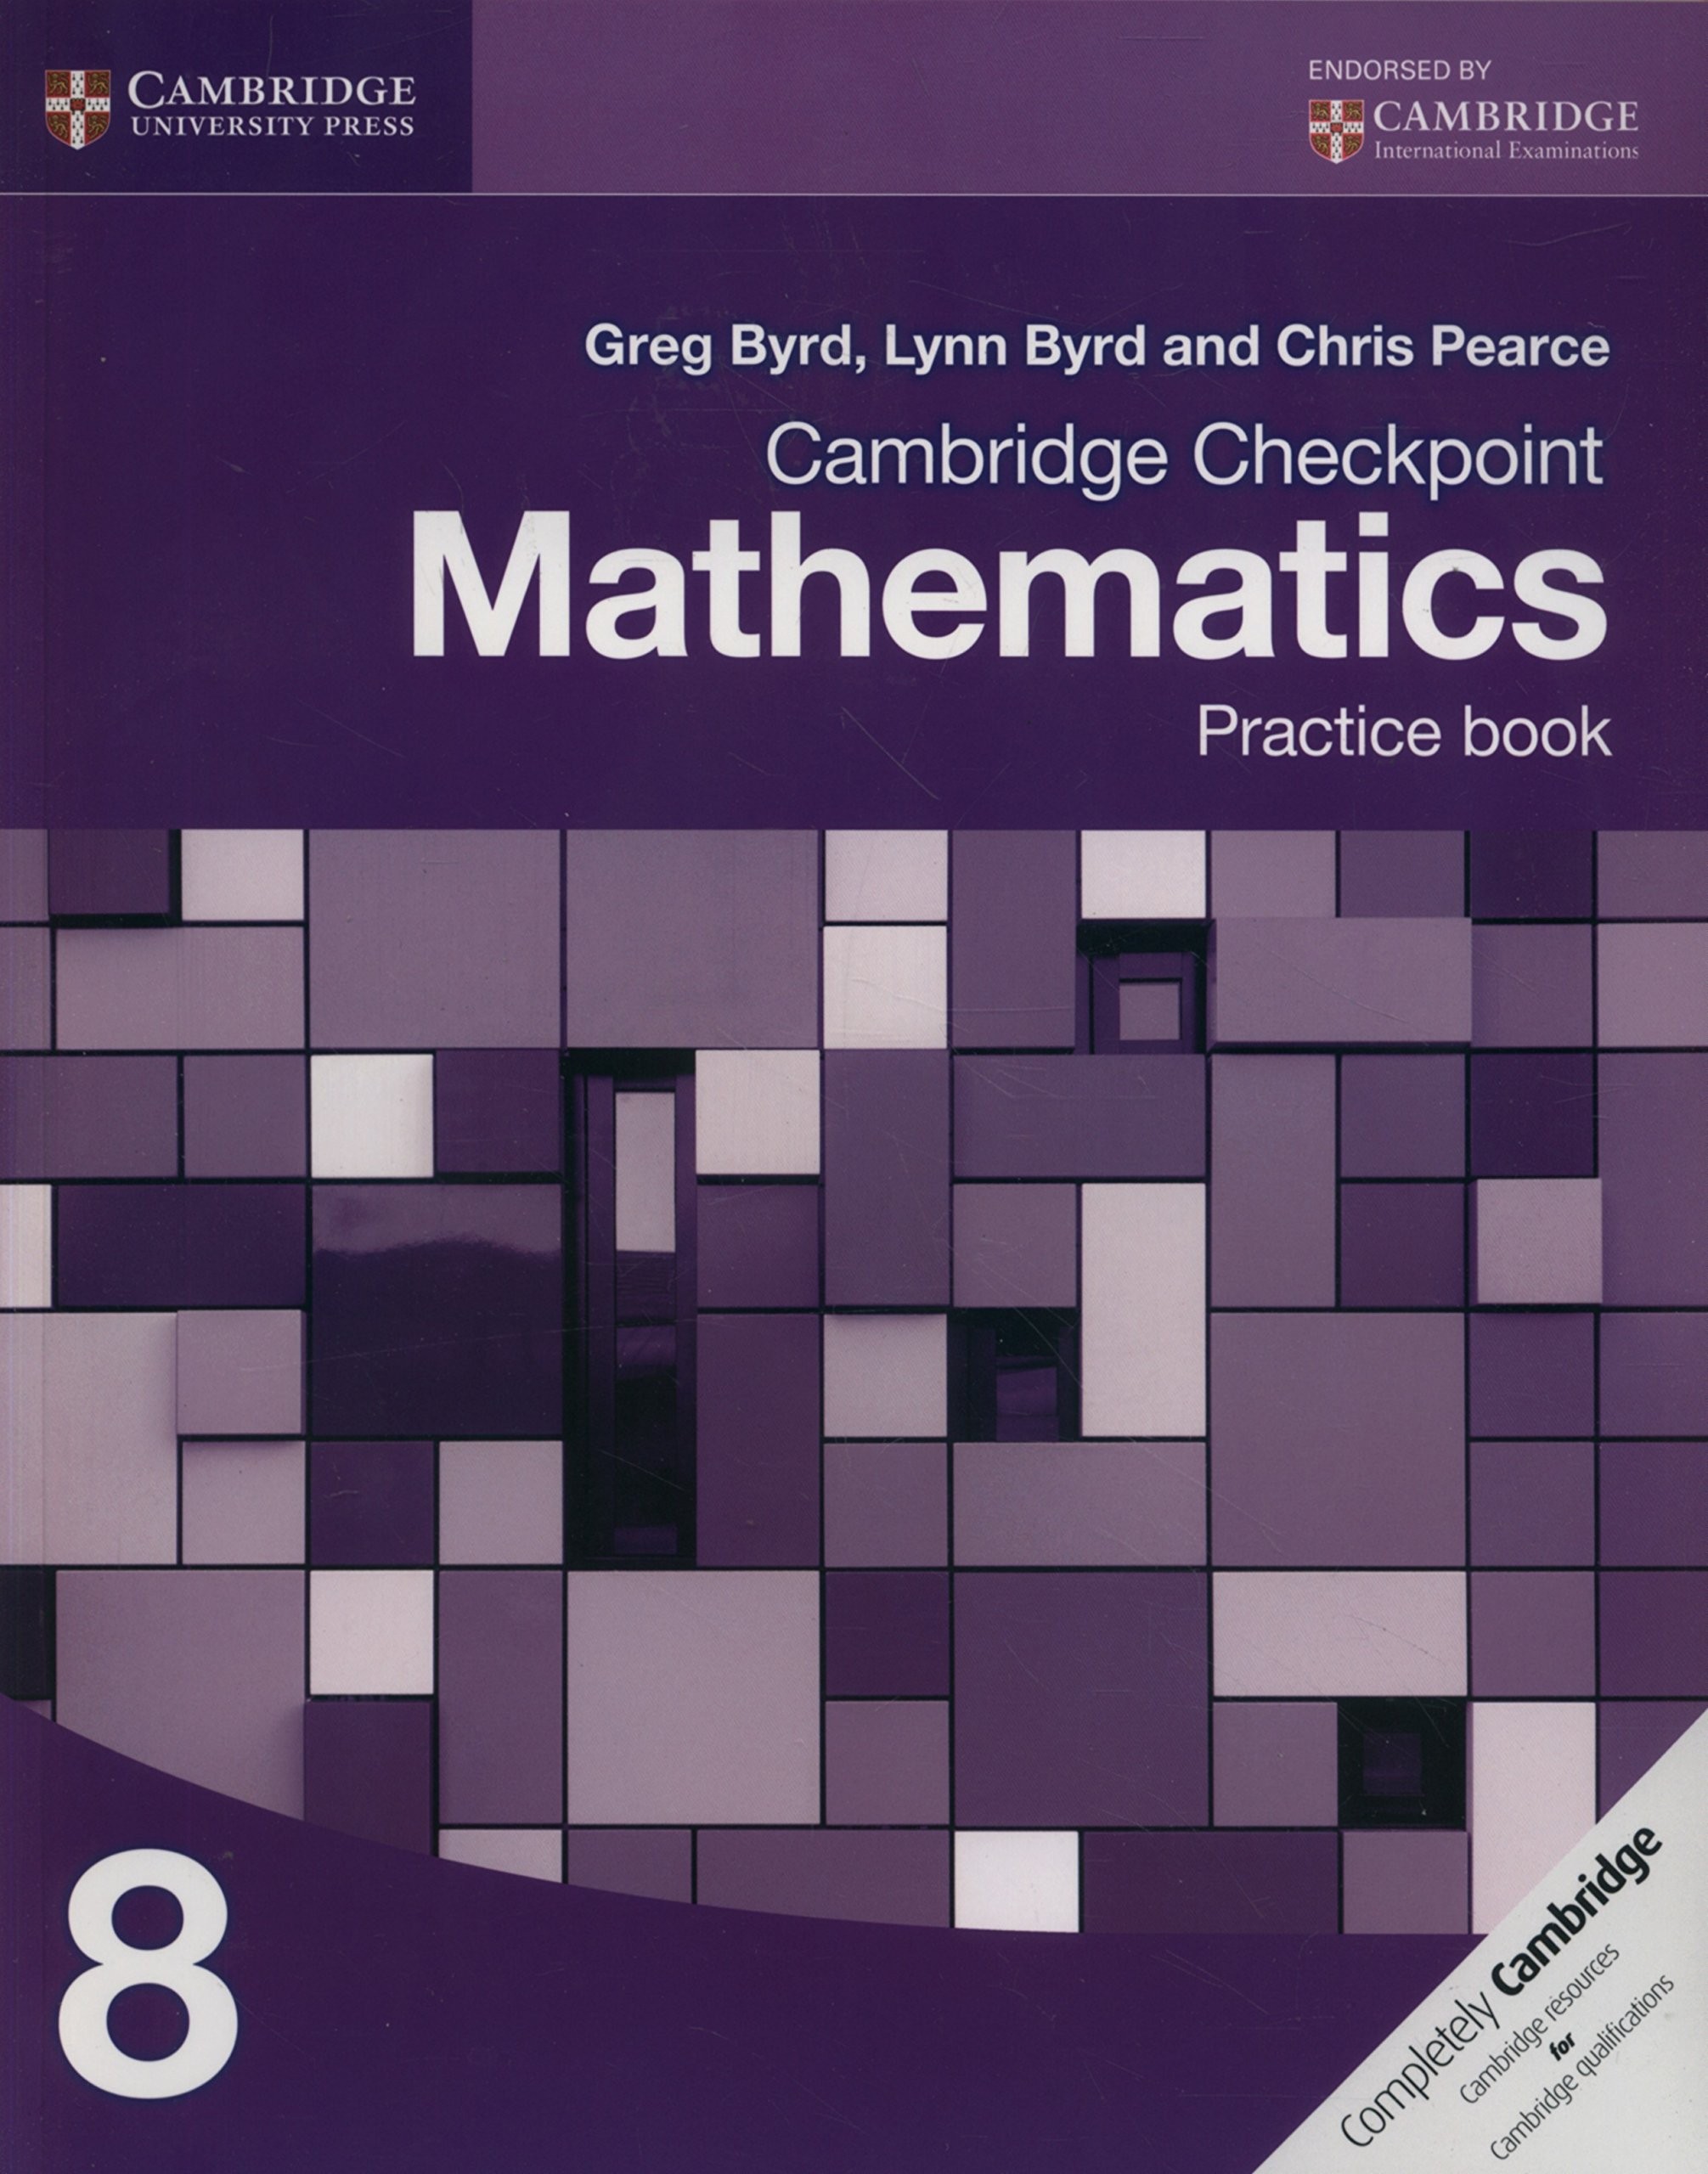 CAMBRIDGE
UNIVERSITY PRESS
ENDORSED BY
CAMBRIDGE
International Examinations
Greg Byrd, Lynn Byrd and Chris Pearce
Cambridge Checkpoint
Mathematics
Practice book
8
Completely Cambridge
Cambridge resources
for
Cambridge qualifications